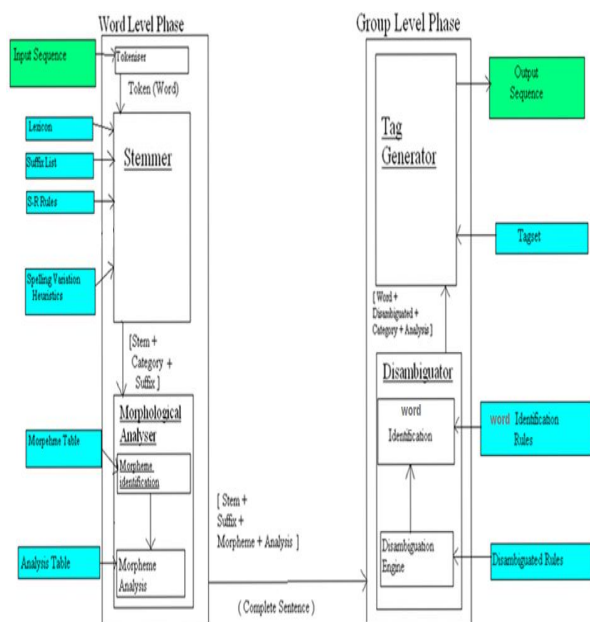 Word Level Phase
Input Sequence
Tokeniser
Token (Word)
Lexicon
Suffix List
S-R Rules
Spelling Variation
Heuristics
Stemmer
[Stem +
Category +
Suffix ]
Morphological
Analyser
Morpehme Table
Morpheme
identification
Analysis Table
Morpheme
Analysis
[ Stem +
Suffix +
Morpheme + Analysis ]
( Complete Sentence )
Group Level Phase
Tag
Generator
Output
Sequence
Tagset
[ Word +
Disambiguated +
Category + Analysis ]
Disambiguator
word
Identification
word Identification
Rules
Disambiguation
Engine
Disambiguated Rules